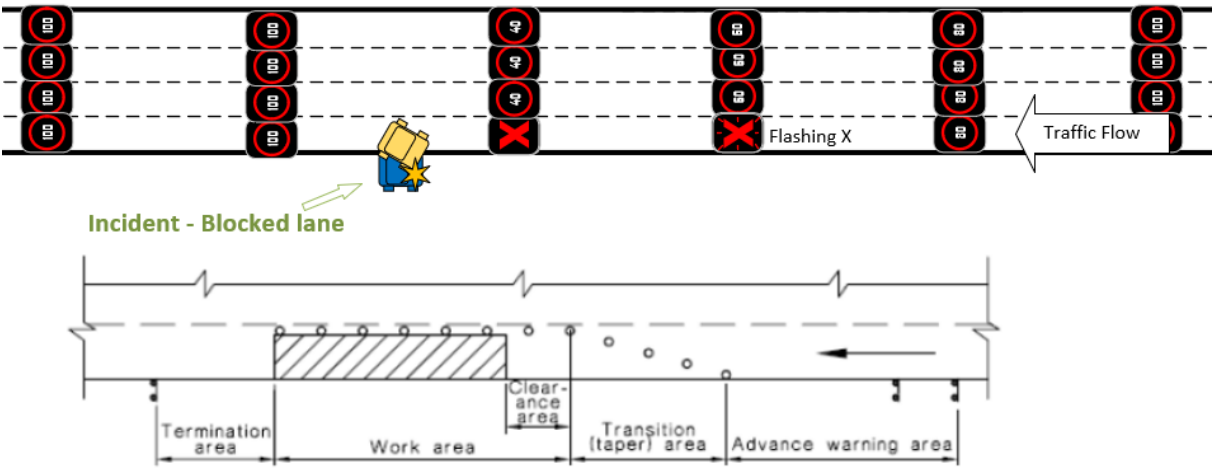 100 100 40 60 80 100
100 100 40 60 80 100
100 100 40 60 80 100
100 100 X X Flashing X 80 Traffic Flow
Incident - Blocked lane
Termination
area
Work area
Clear-
ance
area
Transition
(taper) area
Advance warning area